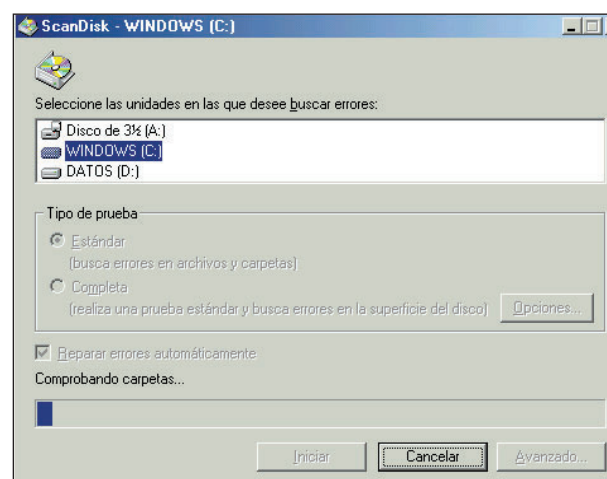 ScanDisk - WINDOWS (C:)
Seleccione las unidades en las que desee buscar errores:
Disco de 3½ (A:)
WINDOWS (C:)
DATOS (D:)
Tipo de prueba
Estándar
(busca errores en archivos y carpetas)
Completa
(realiza una prueba estándar y busca errores en la superficie del disco)
Opciones...
Reparar errores automáticamente
Comprobando carpetas...
Iniciar
Cancelar
Avanzado...